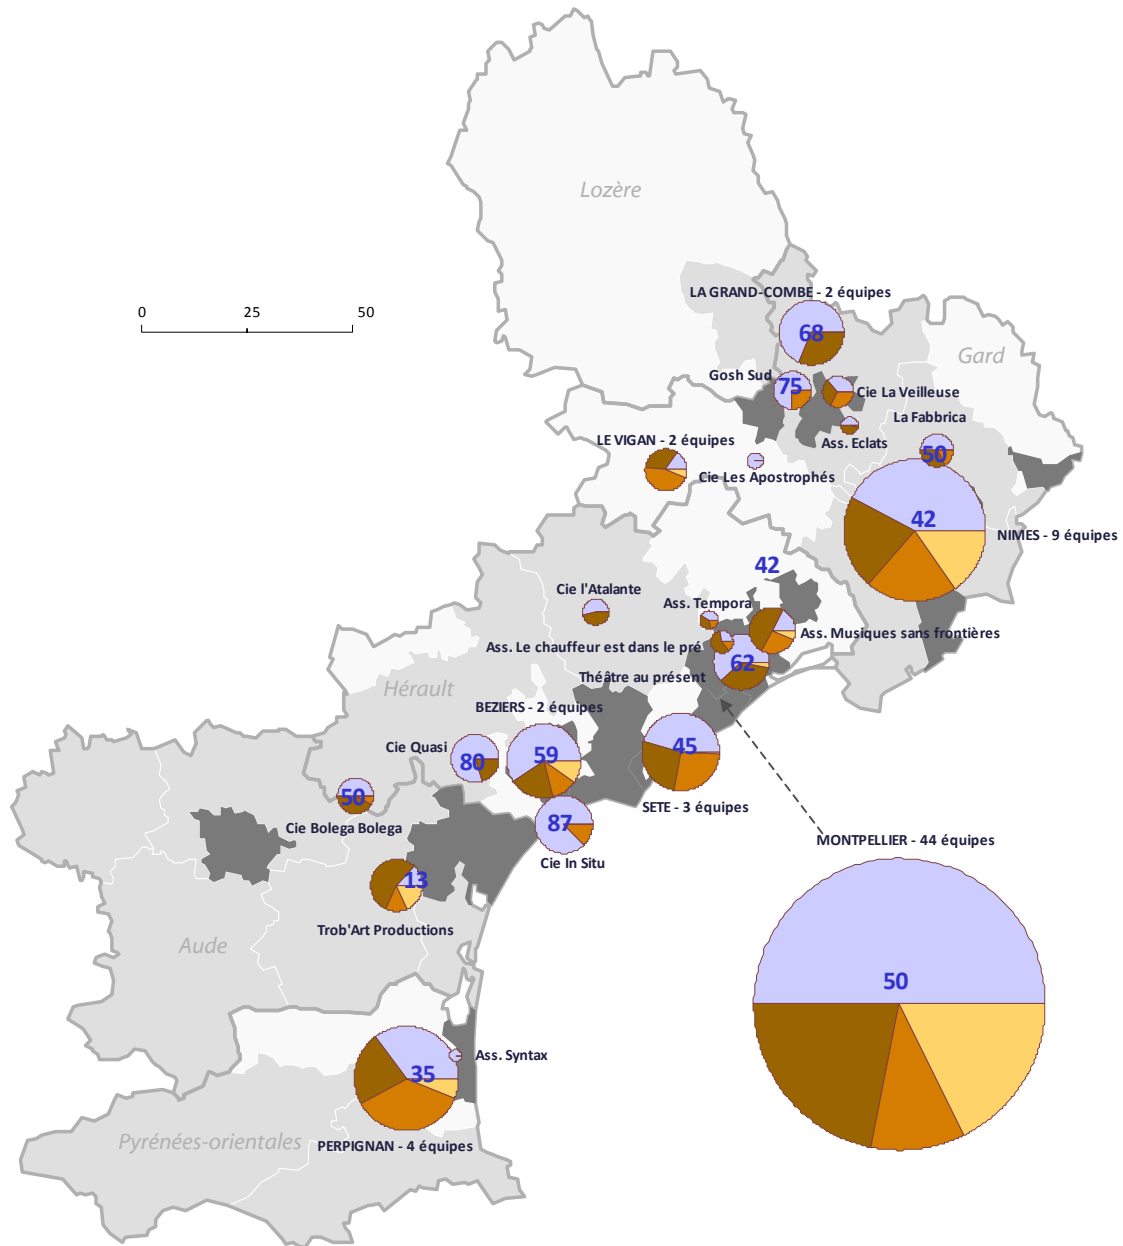 Lozère
LA GRAND-COMBE - 2 équipes
0 25 50
68
Gard
Gosh Sud
75
Cie La Veilleuse
La Fabbrica
LE VIGAN - 2 équipes
Ass. Eclats
50
Cie Les Apostrophés
42
NIMES - 9 équipes
42
Cie l'Atalante
Ass. Tempora
Ass. Musiques sans frontières
Ass. Le chauffeur est dans le pré
62
Théâtre au présent
Hérault
BEZIERS - 2 équipes
Cie Quasi
80
59
45
50
SETE - 3 équipes
Cie Bolega Bolega
87
MONTPELLIER - 44 équipes
Cie In Situ
13
Trob'Art Productions
Aude
50
Ass. Syntax
35
Pyrénées-orientales
PERPIGNAN - 4 équipes